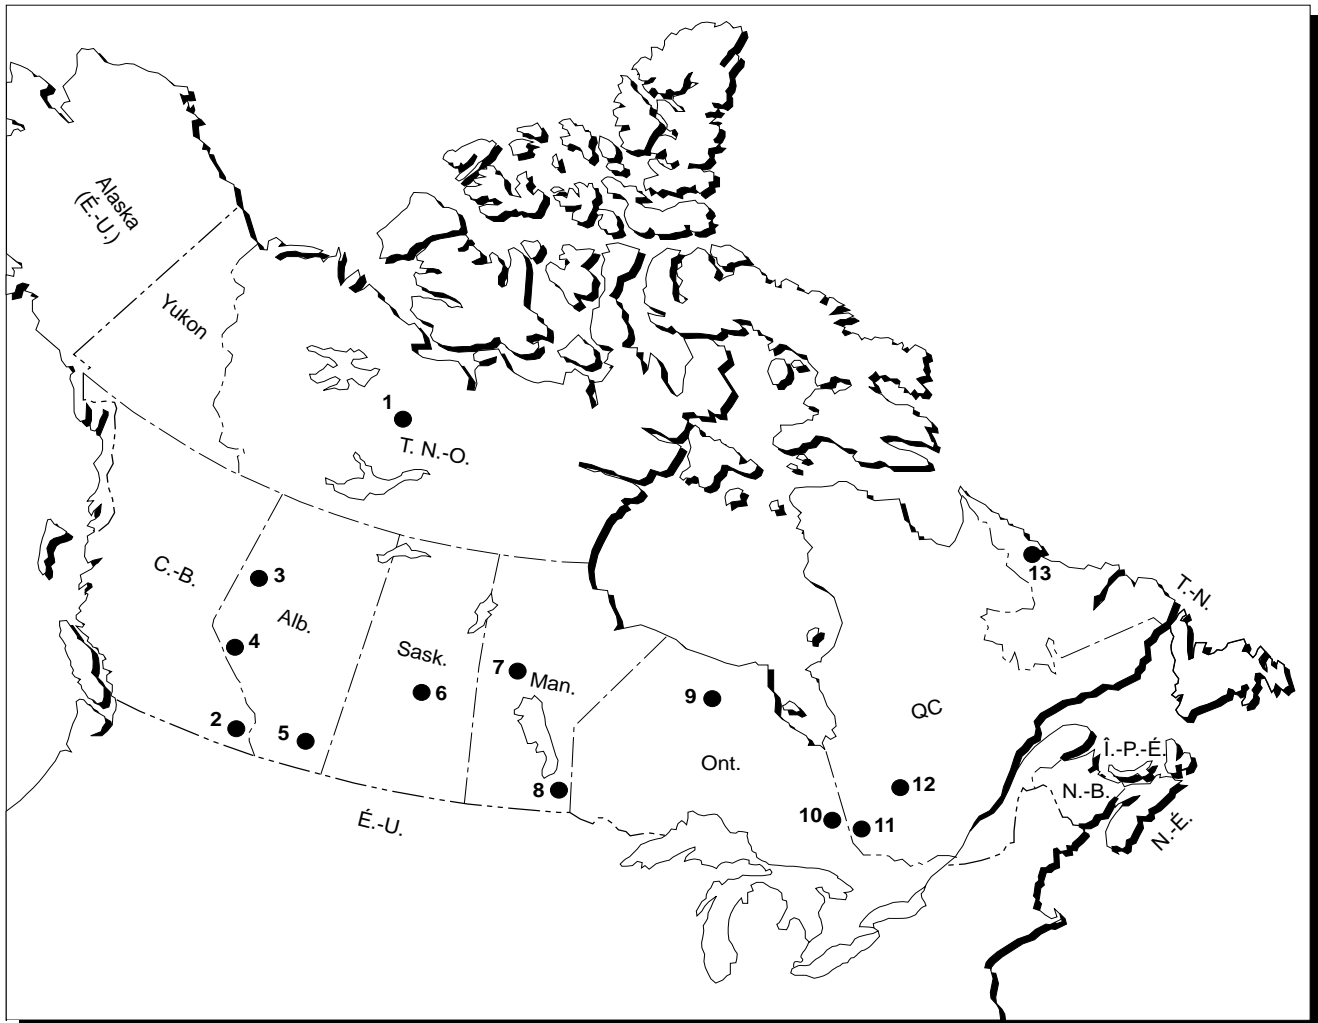 Alaska
(É.-U.)
Yukon
1
T. N.-O.
C.-B.
3
Alb.
4
Sask.
7
Man.
6
2
5
8
É.-U.
9
Ont.
10
11
12
QC
13
T.-N.
Î.-P.-É.
N.-B.
N.-É.